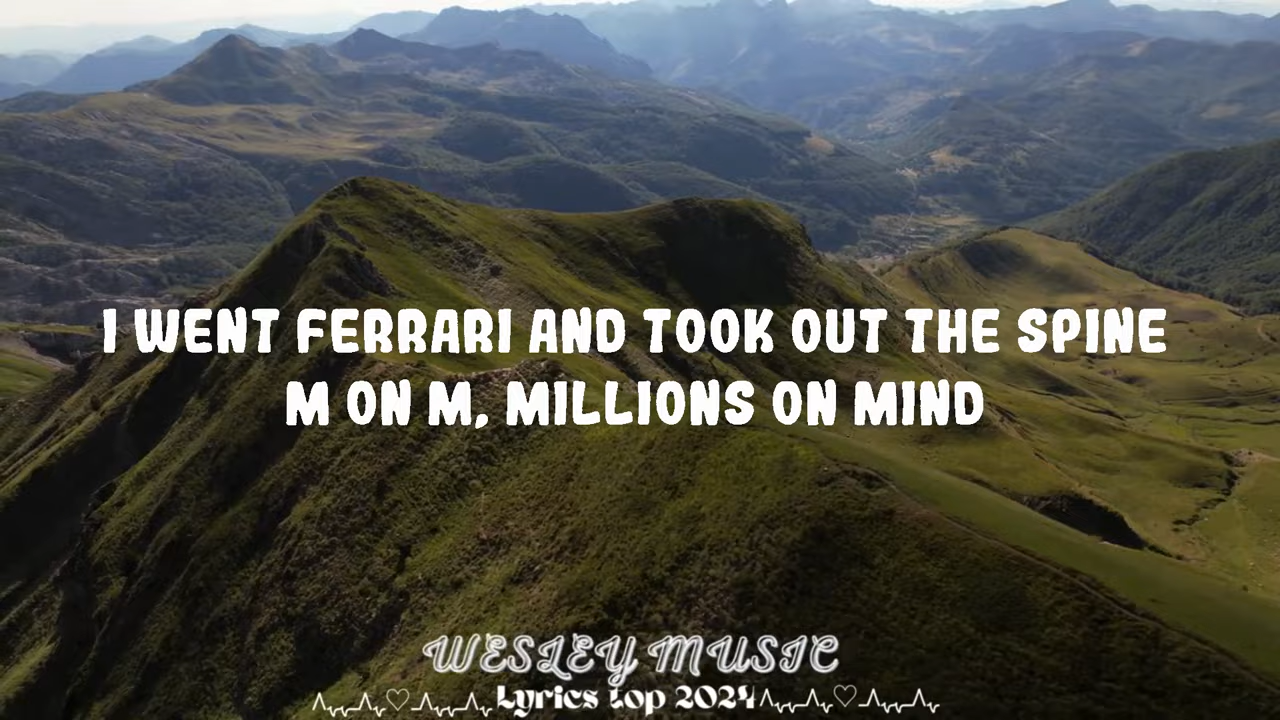 I WENT FERRARI AND TOOK OUT THE SPINE
M ON M, MILLIONS ON MIND
WESLEY MUSIC
Lyrics top 2024